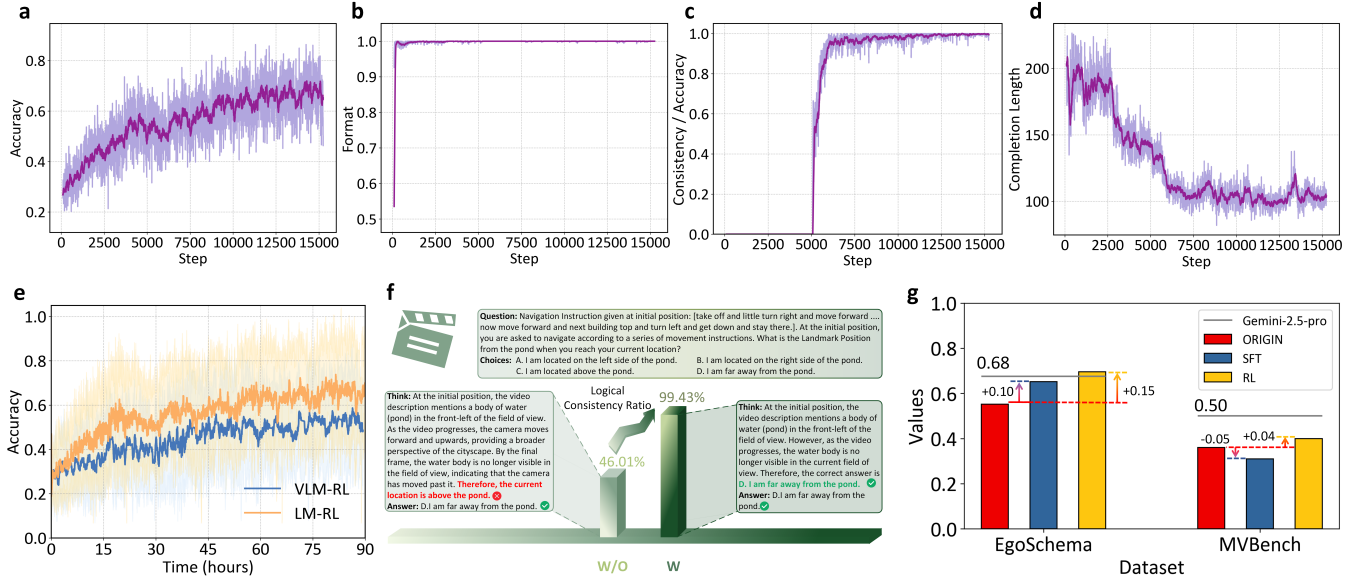 a
0.8
0.6
0.4
0.2
Accuracy
0
2500
5000
7500
10000
12500
15000
Step
b
1.0
0.9
0.8
0.7
0.6
0.5
Format
0
2500
5000
7500
10000
12500
15000
Step
c
1.0
0.8
0.6
0.4
0.2
0.0
Consistency / Accuracy
0
2500
5000
7500
10000
12500
15000
Step
d
200
150
100
Completion Length
0
2500
5000
7500
10000
12500
15000
Step
e
1.0
0.8
0.6
0.4
0.2
0.0
Accuracy
VLM-RL
LM-RL
0
15
30
45
60
75
90
Time (hours)
f
Question: Navigation Instruction given at initial position: [take off and little turn right and move forward ....
now move forward and next building top and turn left and get down and stay there.]. At the initial position,
you are asked to navigate according to a series of movement instructions. What is the Landmark Position
from the pond when you reach your current location?
Choices: A. I am located on the left side of the pond. B. I am located on the right side of the pond.
C. I am located above the pond. D. I am far away from the pond.
Think: At the initial position, the video
description mentions a body of water
(pond) in the front-left of the field of view.
As the video progresses, the camera moves
forward and upwards, providing a broader
perspective of the cityscape. By the final
frame, the water body is no longer visible in
the field of view, indicating that the camera
has moved past it. Therefore, the current
location is above the pond.
Answer: D.I am far away from the pond.
Logical
Consistency Ratio
46.01%
99.43%
Think: At the initial position, the
video description mentions a body of
water (pond) in the front-left of the
field of view. However, as the video
progresses, the water body is no
longer visible in the current field of
view. Therefore, the correct answer is
D. I am far away from the pond.
Answer: D.I am far away from the
pond.
W/O
W
g
1.0
0.8
0.6
0.4
0.2
0.0
Values
Gemini-2.5-pro
ORIGIN
SFT
RL
0.68
+0.10
+0.15
0.50
-0.05
+0.04
EgoSchema
MVBench
Dataset